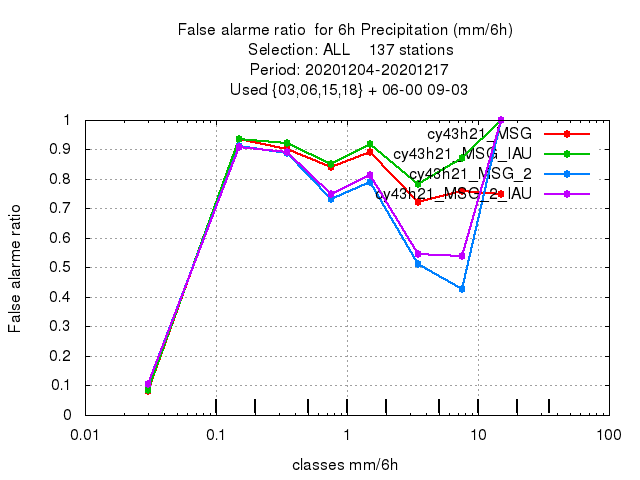 False alarme ratio  for 6h Precipitation (mm/6h)
Selection: ALL    137 stations
Period: 20201204-20201217
Used {03,06,15,18} + 06-00 09-03
1
0.9
0.8
0.7
0.6
0.5
0.4
0.3
0.2
0.1
0
False alarme ratio
cy43h21_MSG
cy43h21_MSG_IAU
cy43h21_MSG_2
cy43h21_MSG_2_IAU
0.01 0.1 1 10 100
classes mm/6h